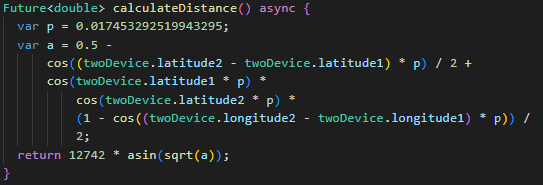 Future<double> calculateDistance() async {
var p = 0.017453292519943295;
var a = 0.5 -
cos((twoDevice.latitude2 - twoDevice.latitude1) * p) / 2 +
cos(twoDevice.latitude1 * p) *
cos(twoDevice.latitude2 * p) *
(1 - cos((twoDevice.longitude2 - twoDevice.longitude1) * p)) /
2;
return 12742 * asin(sqrt(a));
}